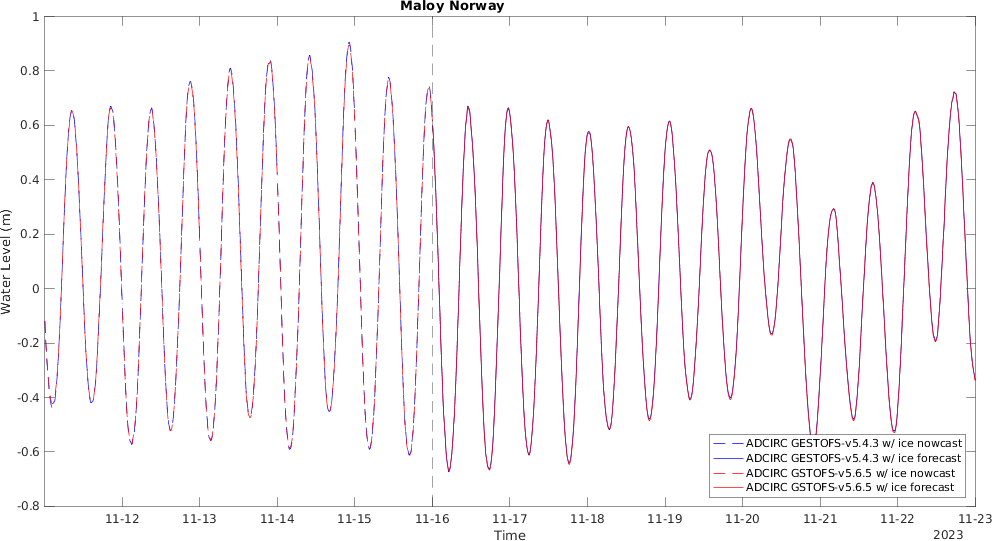 Maloy Norway
1
0.8
0.6
0.4
0.2
0
-0.2
-0.4
-0.6
-0.8
Water Level (m)
ADCIRC GESTOFS-v5.4.3 w/ ice nowcast
ADCIRC GESTOFS-v5.4.3 w/ ice forecast
ADCIRC GSTOFS-v5.6.5 w/ ice nowcast
ADCIRC GSTOFS-v5.6.5 w/ ice forecast
11-12 11-13 11-14 11-15 11-16 11-17 11-18 11-19 11-20 11-21 11-22 11-23
Time
2023